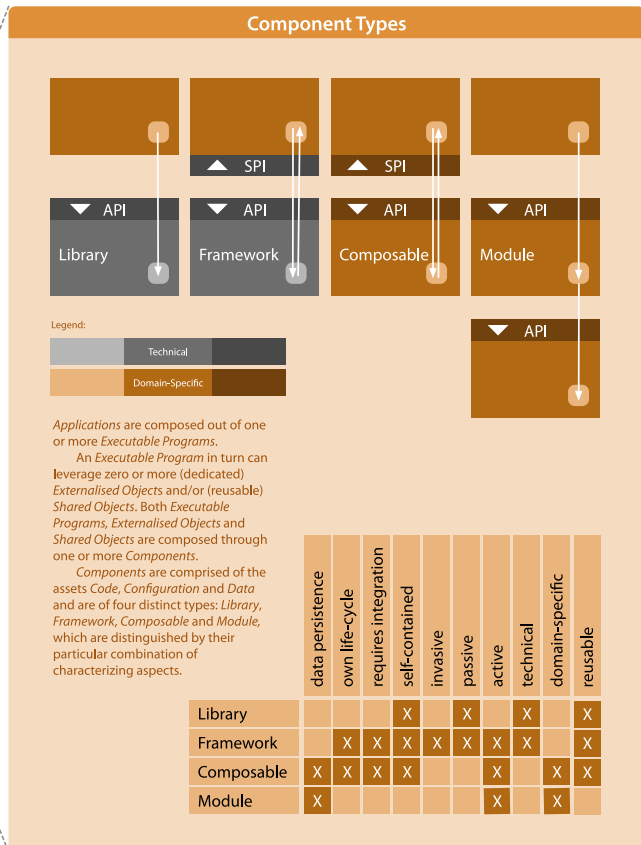 Component Types
SPI
SPI
API
API
API
API
Library
Framework
Composable
Module
API
Legend:
Technical
Domain-Specific
Applications are composed out of one
or more Executable Programs.
An Executable Program in turn can
leverage zero or more (dedicated)
Externalised Objects and/or (reusable)
Shared Objects. Both Executable
Programs, Externalised Objects and
Shared Objects are composed through
one or more Components.
Components are comprised of the
assets Code, Configuration and Data
and are of four distinct types: Library,
Framework, Composable and Module,
which are distinguished by their
particular combination of
characterizing aspects.
data persistence
own life-cycle
requires integration
self-contained
invasive
passive
active
technical
domain-specific
reusable
Library X X X X
Framework X X X X X X X X
Composable X X X X X X X
Module X X X